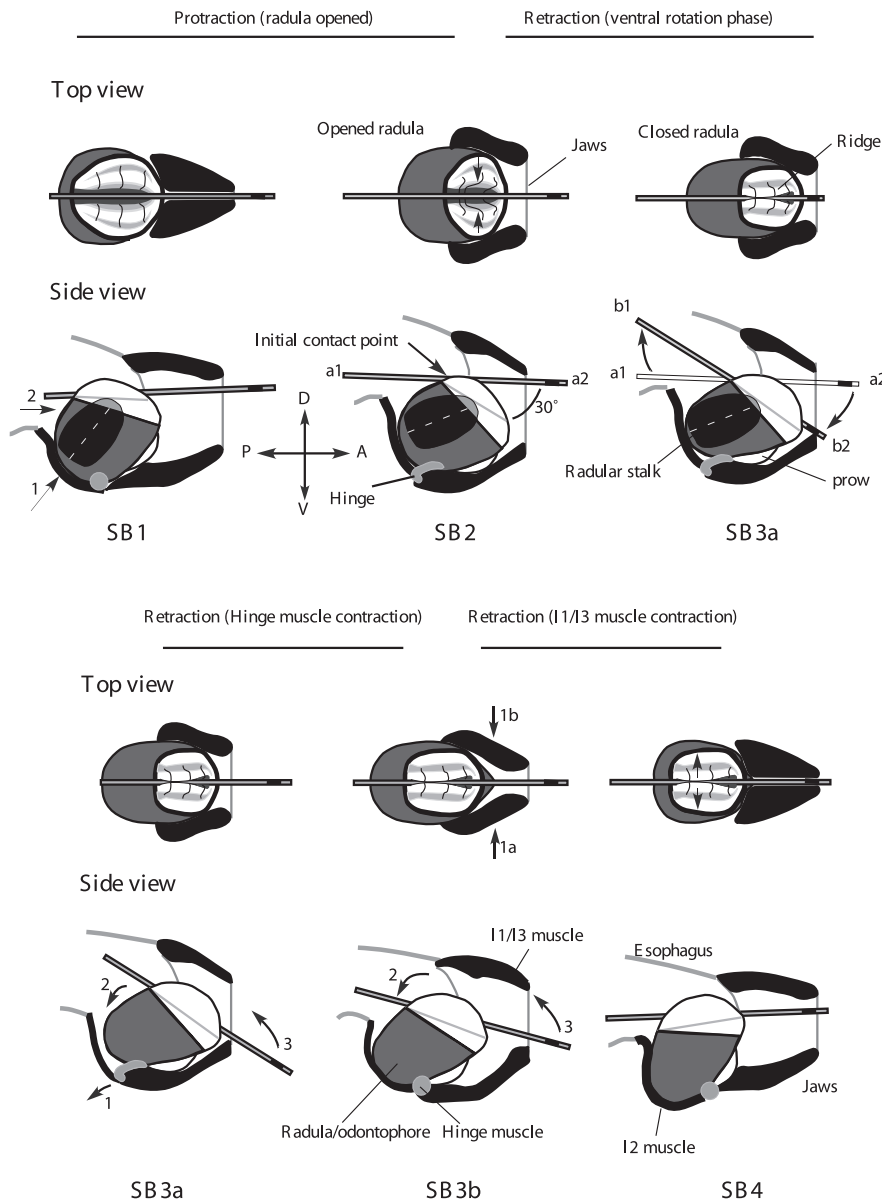 Protraction (radula opened)
Retraction (ventral rotation phase)
Top view
Opened radula
Jaws
Closed radula
Ridge
Side view
2
1
D
P A
V
Initial contact point
a1
a2
30°
Hinge
b1
a1
a2
b2
Radular stalk
prow
SB1
SB2
SB3a
Retraction (Hinge muscle contraction)
Retraction (I1/I3 muscle contraction)
Top view
1b
1a
Side view
2
3
1
I1/I3 muscle
2
3
Radula/odontophore
Hinge muscle
Esophagus
Jaws
I2 muscle
SB3a
SB3b
SB4